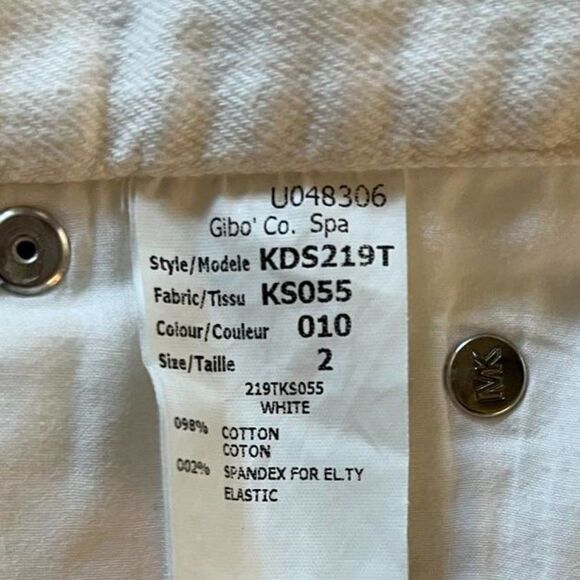 U048306
Gibo' Co. Spa
Style/Modele KDS219T
Fabric/Tissu KS055
Colour/Couleur 010
Size/Taille 2
219TKS055
WHITE
098% COTTON
COTON
002% SPANDEX FOR EL.TY
ELASTIC
MK